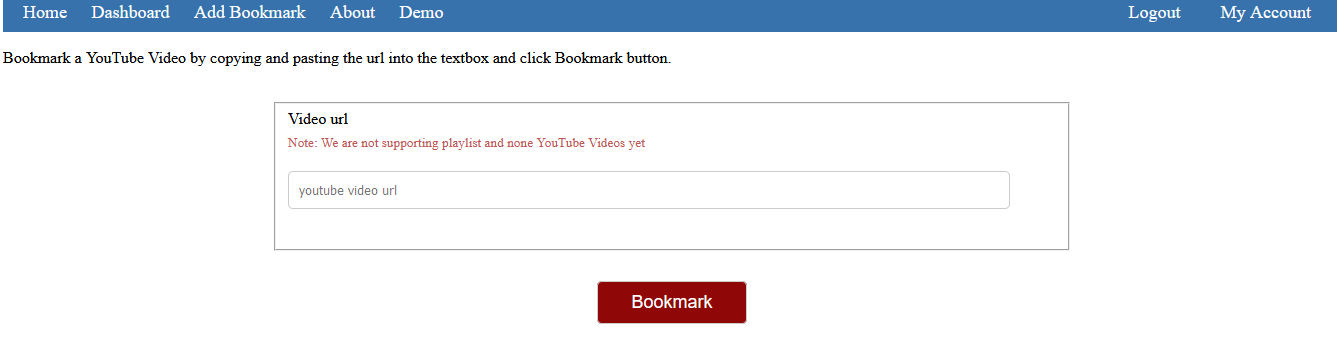 Home Dashboard Add Bookmark About Demo Logout My Account
Bookmark a YouTube Video by copying and pasting the url into the textbox and click Bookmark button.
Video url
Note: We are not supporting playlist and none YouTube Videos yet
youtube video url
Bookmark